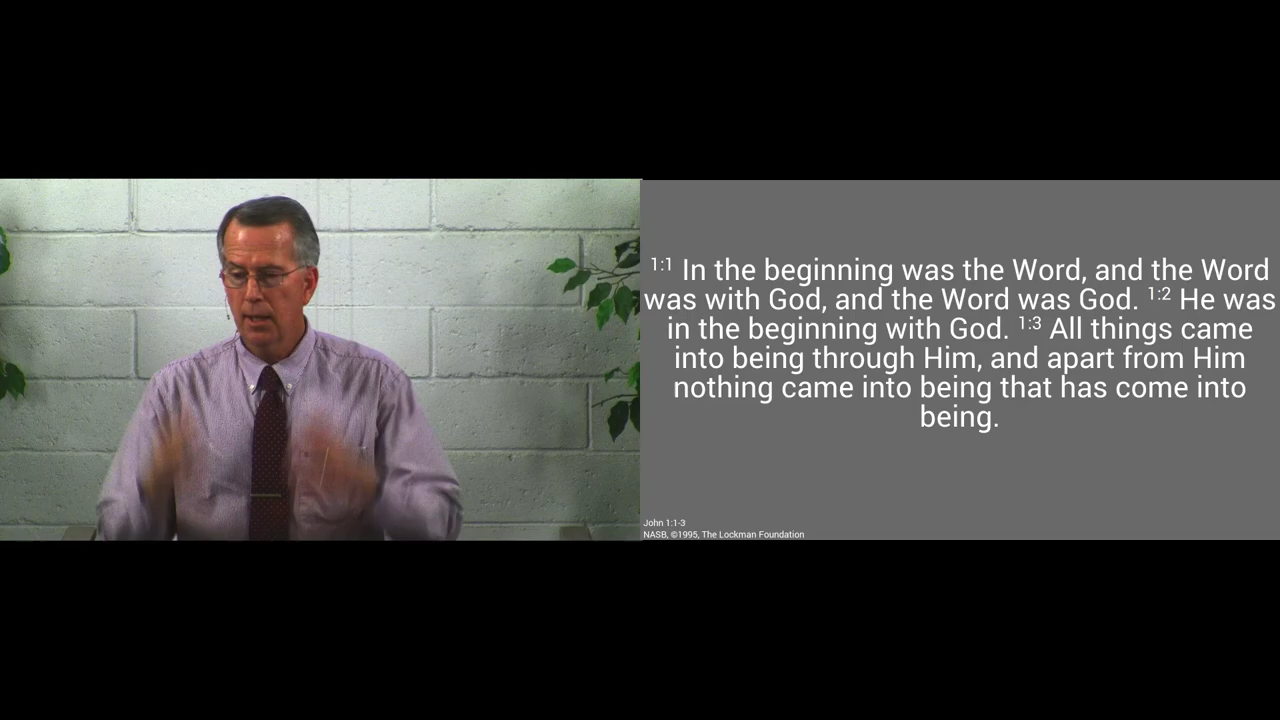 1:1 In the beginning was the Word, and the Word
was with God, and the Word was God. 1:2 He was
in the beginning with God. 1:3 All things came
into being through Him, and apart from Him
nothing came into being that has come into
being.
John 1:1-3
NASB, ©1995, The Lockman Foundation